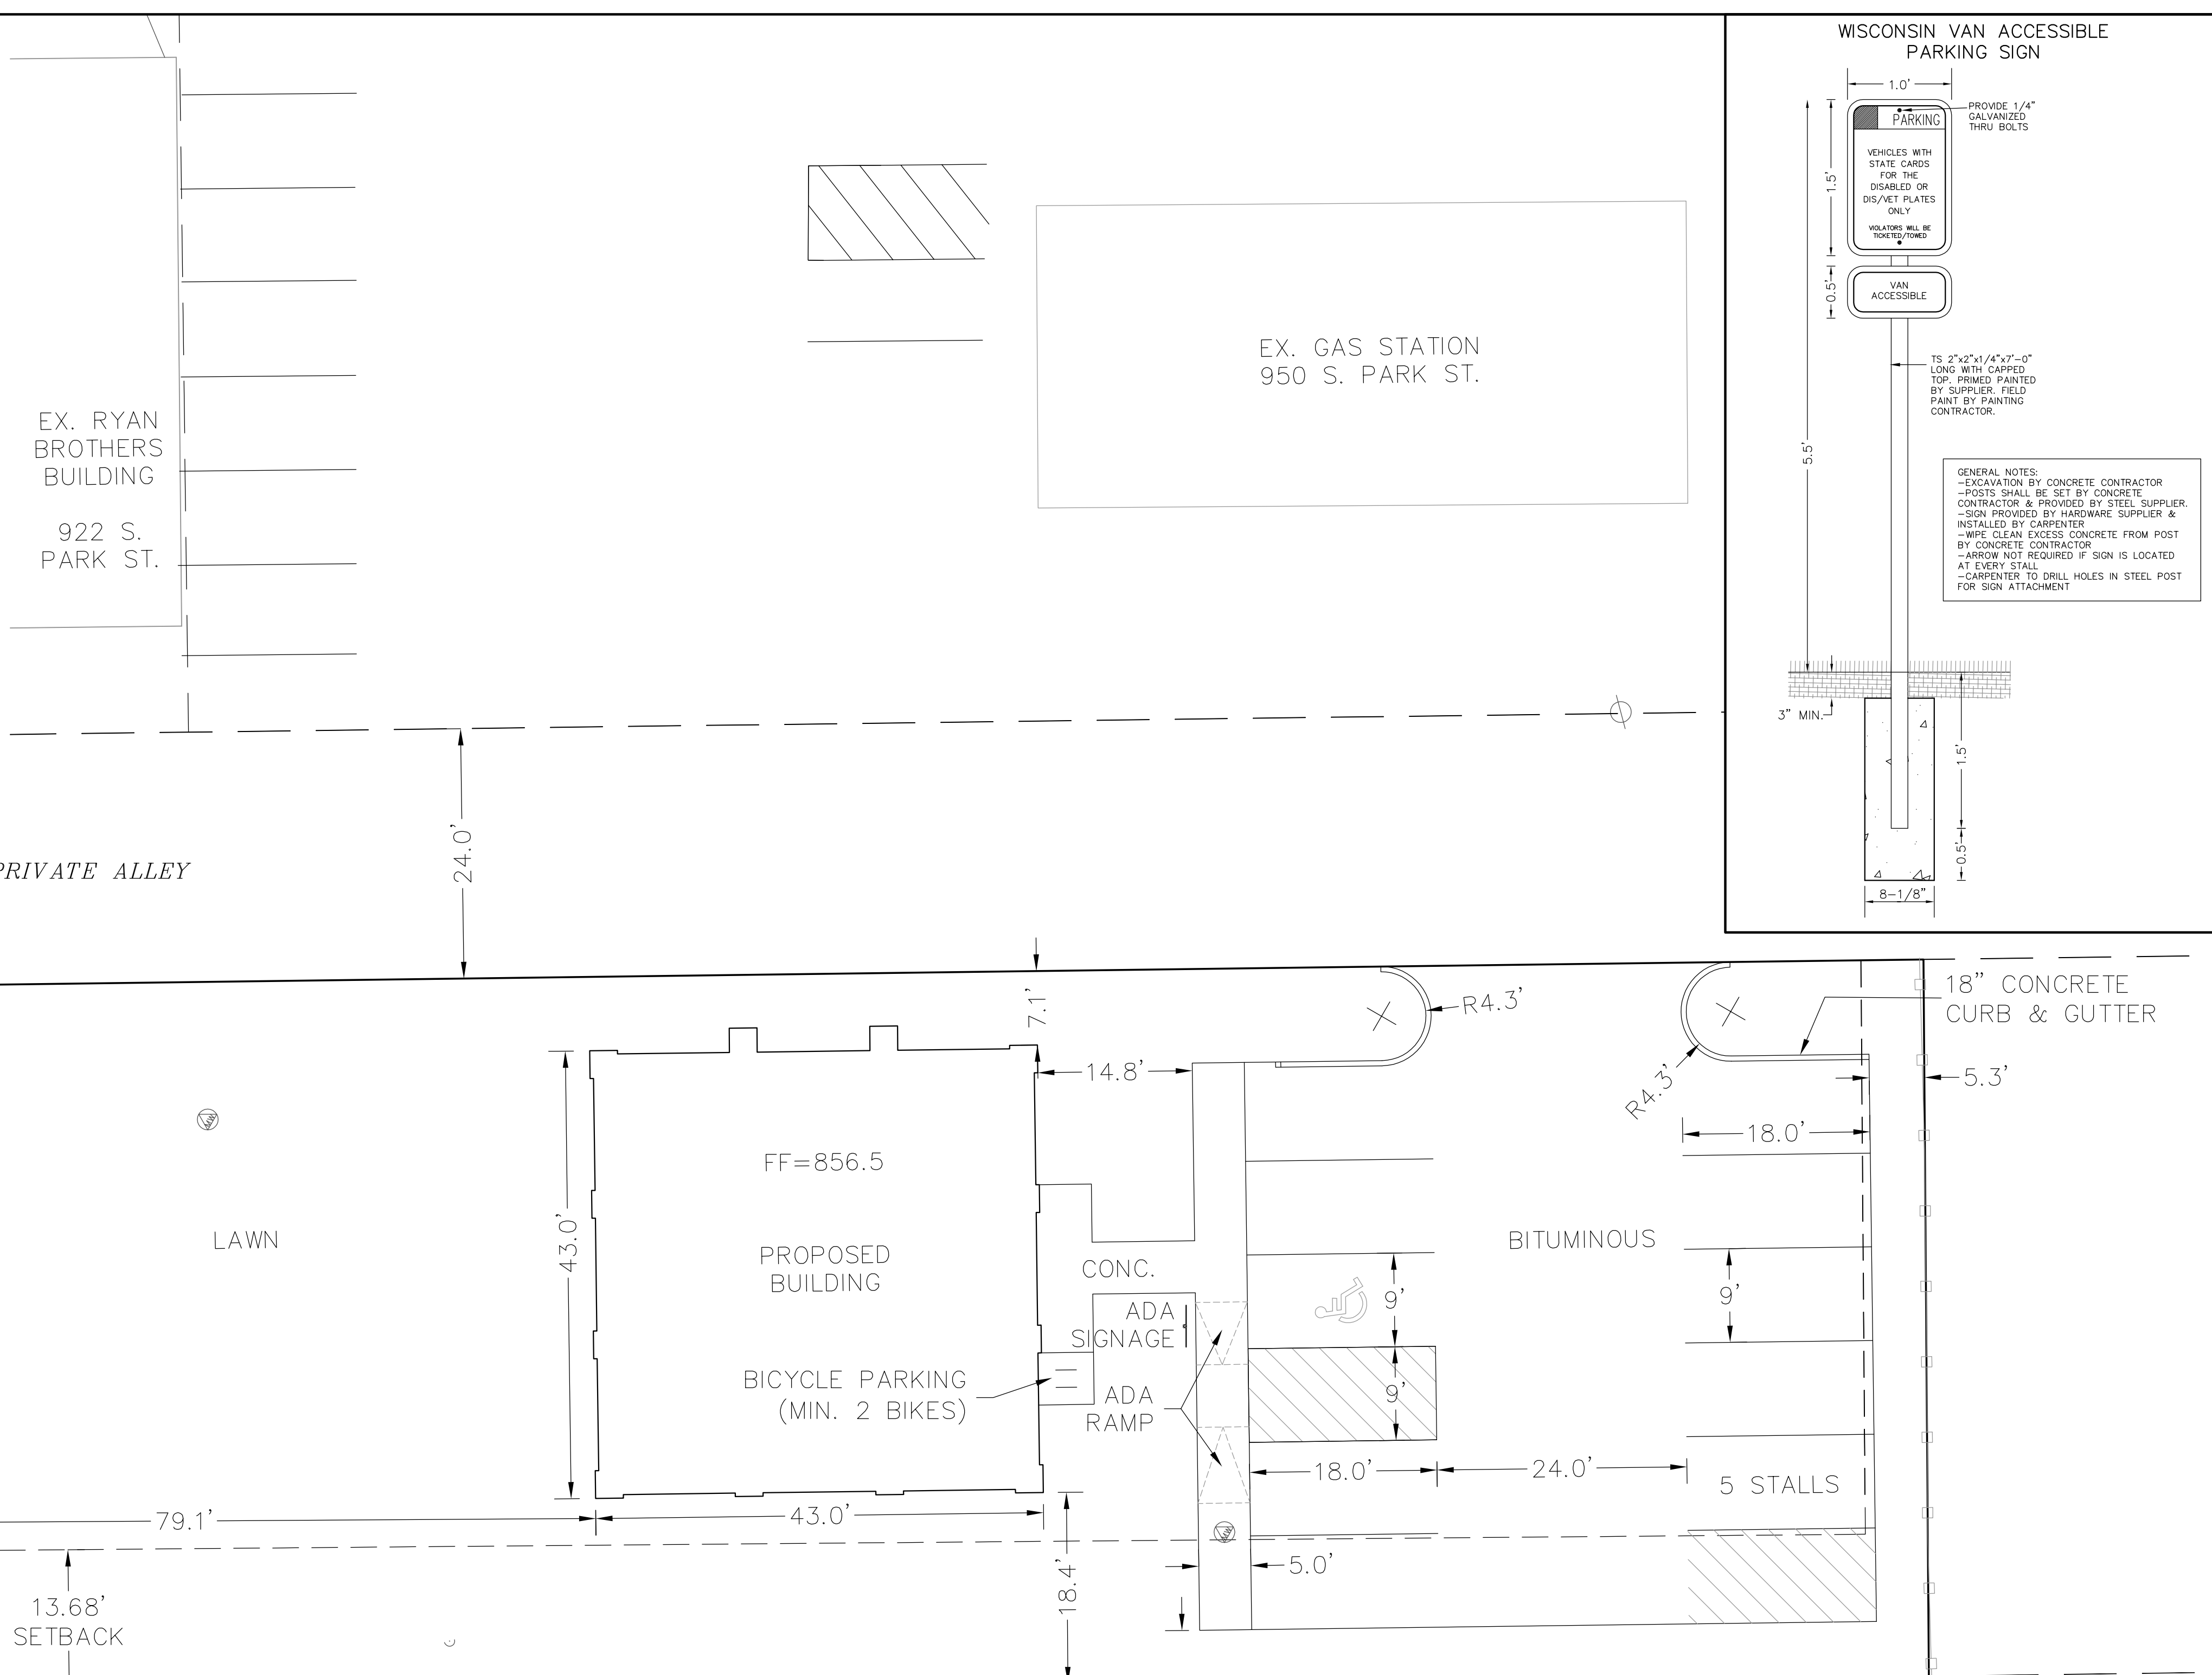 WISCONSIN VAN ACCESSIBLE
PARKING SIGN
1.0'
PROVIDE 1/4"
GALVANIZED
THRU BOLTS
PARKING
VEHICLES WITH
STATE CARDS
FOR THE
DISABLED OR
DIS/VET PLATES
ONLY
VIOLATORS WILL BE
TICKETED/TOWED
1.5'
0.5'
VAN
ACCESSIBLE
TS 2"x2"x1/4"x7'-0"
LONG WITH CAPPED
TOP. PRIMED PAINTED
BY SUPPLIER. FIELD
PAINT BY PAINTING
CONTRACTOR.
5.5'
GENERAL NOTES:
-EXCAVATION BY CONCRETE CONTRACTOR
-POSTS SHALL BE SET BY CONCRETE
CONTRACTOR & PROVIDED BY STEEL SUPPLIER.
-SIGN PROVIDED BY HARDWARE SUPPLIER &
INSTALLED BY CARPENTER
-WIPE CLEAN EXCESS CONCRETE FROM POST
BY CONCRETE CONTRACTOR
-ARROW NOT REQUIRED IF SIGN IS LOCATED
AT EVERY STALL
-CARPENTER TO DRILL HOLES IN STEEL POST
FOR SIGN ATTACHMENT
3" MIN.
1.5'
0.5'
8-1/8"
EX. RYAN
BROTHERS
BUILDING
922 S.
PARK ST.
EX. GAS STATION
950 S. PARK ST.
24.0'
PRIVATE ALLEY
7.1'
R4.3'
R4.3'
18" CONCRETE
CURB & GUTTER
14.8'
5.3'
18.0'
MW
FF=856.5
LAWN
43.0'
PROPOSED
BUILDING
CONC.
BITUMINOUS
ADA
SIGNAGE
9'
9'
BICYCLE PARKING
(MIN. 2 BIKES)
ADA
RAMP
9'
18.0'
24.0'
5 STALLS
79.1'
43.0'
MW
5.0'
18.4'
13.68'
SETBACK